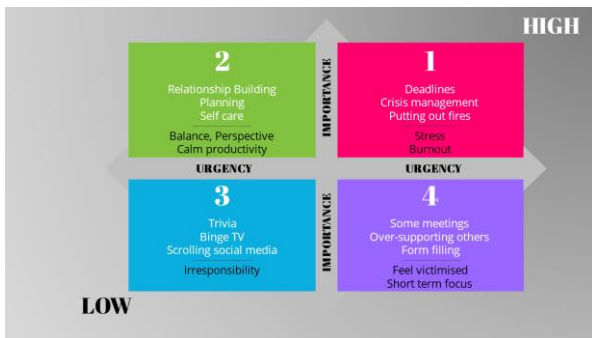 HIGH
2
Relationship Building
Planning
Self care
Balance, Perspective
Calm productivity
IMPORTANCE
1
Deadlines
Crisis management
Putting out fires
Stress
Burnout
URGENCY
URGENCY
3
Trivia
Binge TV
Scrolling social media
Irresponsibility
IMPORTANCE
4
Some meetings
Over-supporting others
Form filling
Feel victimised
Short term focus
LOW